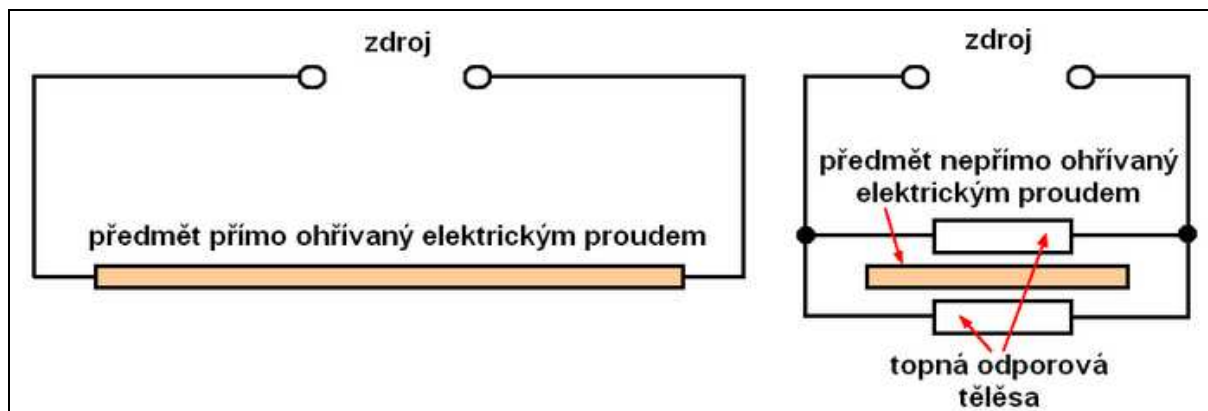 zdroj
předmět přímo ohřívaný elektrickým proudem
zdroj
předmět nepřímo ohřívaný
elektrickým proudem
topná odporová
tělěsa